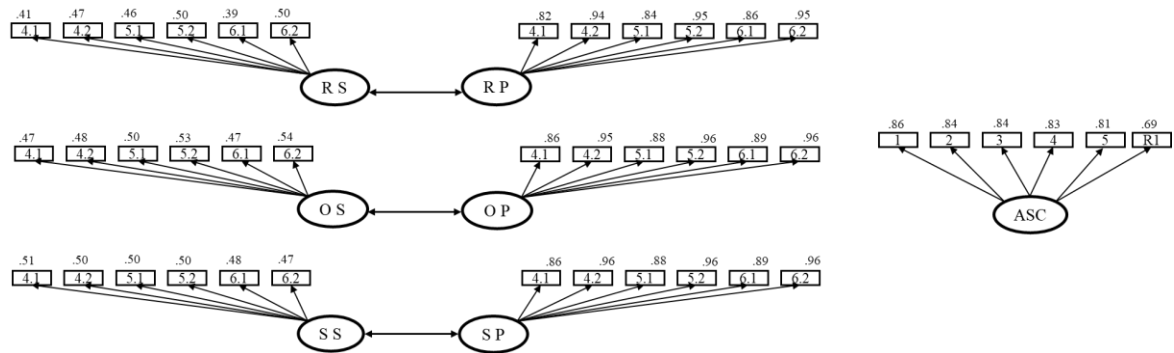 .41 .47 .46 .50 .39 .50
4.1 4.2 5.1 5.2 6.1 6.2
R S
.82 .94 .84 .95 .86 .95
4.1 4.2 5.1 5.2 6.1 6.2
R P
.47 .48 .50 .53 .47 .54
4.1 4.2 5.1 5.2 6.1 6.2
O S
.86 .95 .88 .96 .89 .96
4.1 4.2 5.1 5.2 6.1 6.2
O P
.51 .50 .50 .50 .48 .47
4.1 4.2 5.1 5.2 6.1 6.2
S S
.86 .96 .88 .96 .89 .96
4.1 4.2 5.1 5.2 6.1 6.2
S P
.86 .84 .84 .83 .81 .69
1 2 3 4 5 R1
ASC